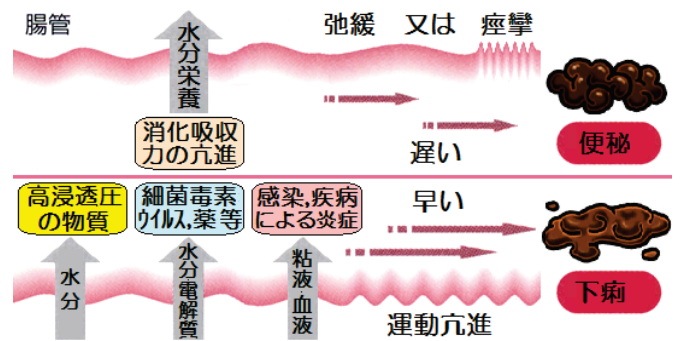 腸管
弛緩 又は 痙攣
水分栄養
消化吸収
力の亢進
遅い
便秘
高浸透圧
の物質
細菌毒素
ウイルス,薬 等
感染,疾病
による炎症
早い
水分
水分電解質
粘液・血液
運動亢進
下痢